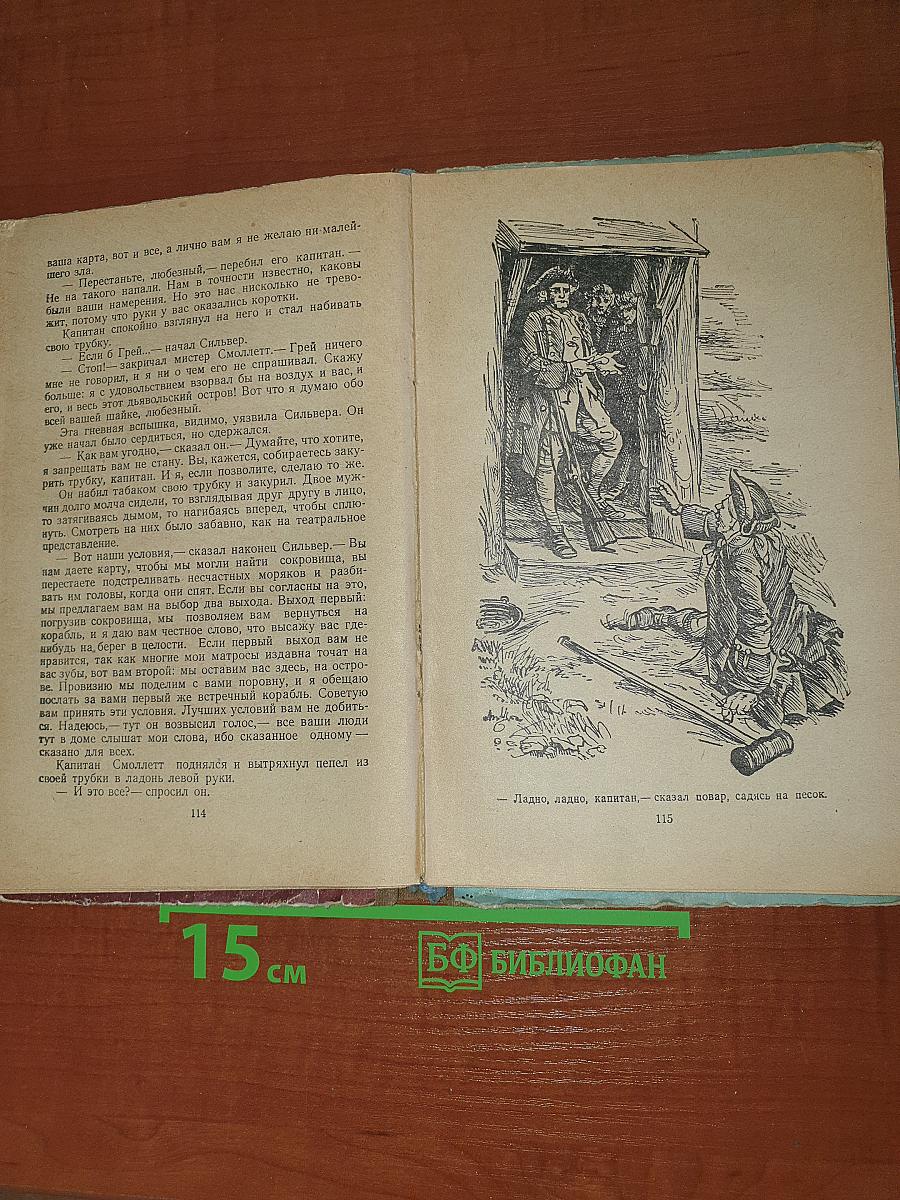 ваша карта, вот и все, а лично вам я не желаю ни малей-
шего зла.
— Перестаньте, любезный,— перебил его капитан.—
Не на такого напали. Нам в точности известно, каковы
были ваши намерения. Но это нас нисколько не трево-
жит, потому что руки у вас оказались коротки.
Капитан спокойно взглянул на него и стал набивать
свою трубку.
— Если б Грей...— начал Сильвер.
— Стоп!— закричал мистер Смоллетт.— Грей ничего
мне не говорил, и я ни о чем его не спрашивал. Скажу
больше: я с удовольствием взорвал бы на воздух и вас, и
его, и весь этот дьявольский остров! Вот что я думаю обо
всей вашей шайке, любезный.
Эта гневная вспышка, видимо, уязвила Сильвера. Он
уже начал было сердиться, но сдержался.
— Как вам угодно,— сказал он.— Думайте, что хотите,
я запрещать вам не стану. Вы, кажется, собираетесь заку-
рить трубку, капитан. И я, если позволите, сделаю то же.
Он набил табаком свою трубку и закурил. Двое муж-
чин долго молча сидели, то взглядывая друг другу в лицо,
то затягиваясь дымом, то нагибаясь вперед, чтобы сплю-
нуть. Смотреть на них было забавно, как на театральное
представление.
— Вот наши условия,— сказал наконец Сильвер.— Вы
нам даете карту, чтобы мы могли найти сокровища, вы
перестаете подстреливать несчастных моряков и разби-
вать им головы, когда они спят. Если вы согласны на это,
мы предлагаем вам на выбор два выхода. Выход первый:
погрузив сокровища, мы позволяем вам вернуться на
корабль, и я даю вам честное слово, что высажу вас где-
нибудь на берег в целости. Если первый выход вам не
нравится, так как многие мои матросы издавна точат на
вас зубы, вот вам второй: мы оставим вас здесь, на остро-
ве. Провизию мы поделим с вами поровну, и я обещаю
послать за вами первый же встречный корабль. Советую
вам принять эти условия. Лучших условий вам не добить-
ся. Надеюсь,— тут он возвысил голос,— все ваши люди
тут в доме слышат мои слова, ибо сказанное одному —
сказано для всех.
Капитан Смоллетт поднялся и вытряхнул пепел из
своей трубки в ладонь левой руки.
— И это все?— спросил он.
114
— Ладно, ладно, капитан,— сказал повар, садясь на песок.
115
15 см
БФ БИБЛИОФАН